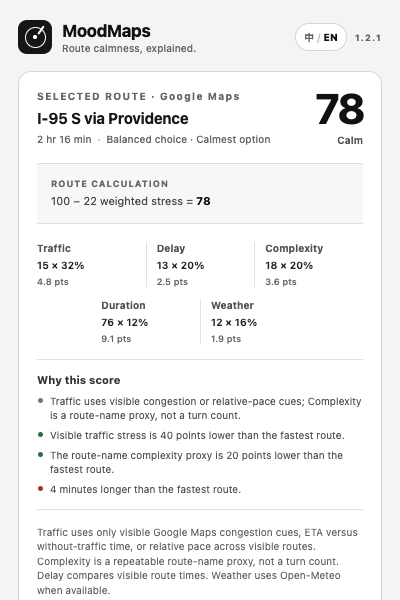 MoodMaps
Route calmness, explained.
中 / EN
1.2.1
SELECTED ROUTE · Google Maps
I-95 S via Providence
2 hr 16 min · Balanced choice · Calmest option
78
Calm
ROUTE CALCULATION
100 − 22 weighted stress = 78
Traffic
15 × 32%
4.8 pts
Delay
13 × 20%
2.5 pts
Complexity
18 × 20%
3.6 pts
Duration
76 × 12%
9.1 pts
Weather
12 × 16%
1.9 pts
Why this score
Traffic uses visible congestion or relative-pace cues; Complexity
is a route-name proxy, not a turn count.
Visible traffic stress is 40 points lower than the fastest route.
The route-name complexity proxy is 20 points lower than the
fastest route.
4 minutes longer than the fastest route.
Traffic uses only visible Google Maps congestion cues, ETA versus
without-traffic time, or relative pace across visible routes.
Complexity is a repeatable route-name proxy, not a turn count.
Delay compares visible route times. Weather uses Open-Meteo
when available.